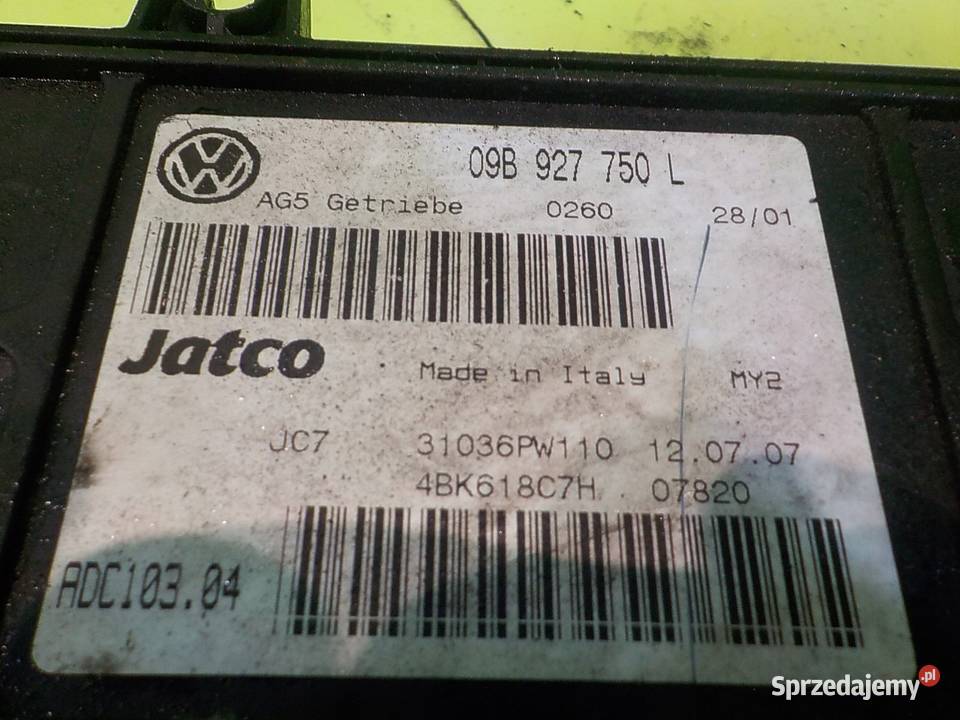 09B 927 750 L
AG5 Getriebe 0260 28/01
Jatco Made in Italy MY2
JC7 31036PW110 12.07.07
4BK618C7H 07820
ADC103.04
Sprzedajemy.pl